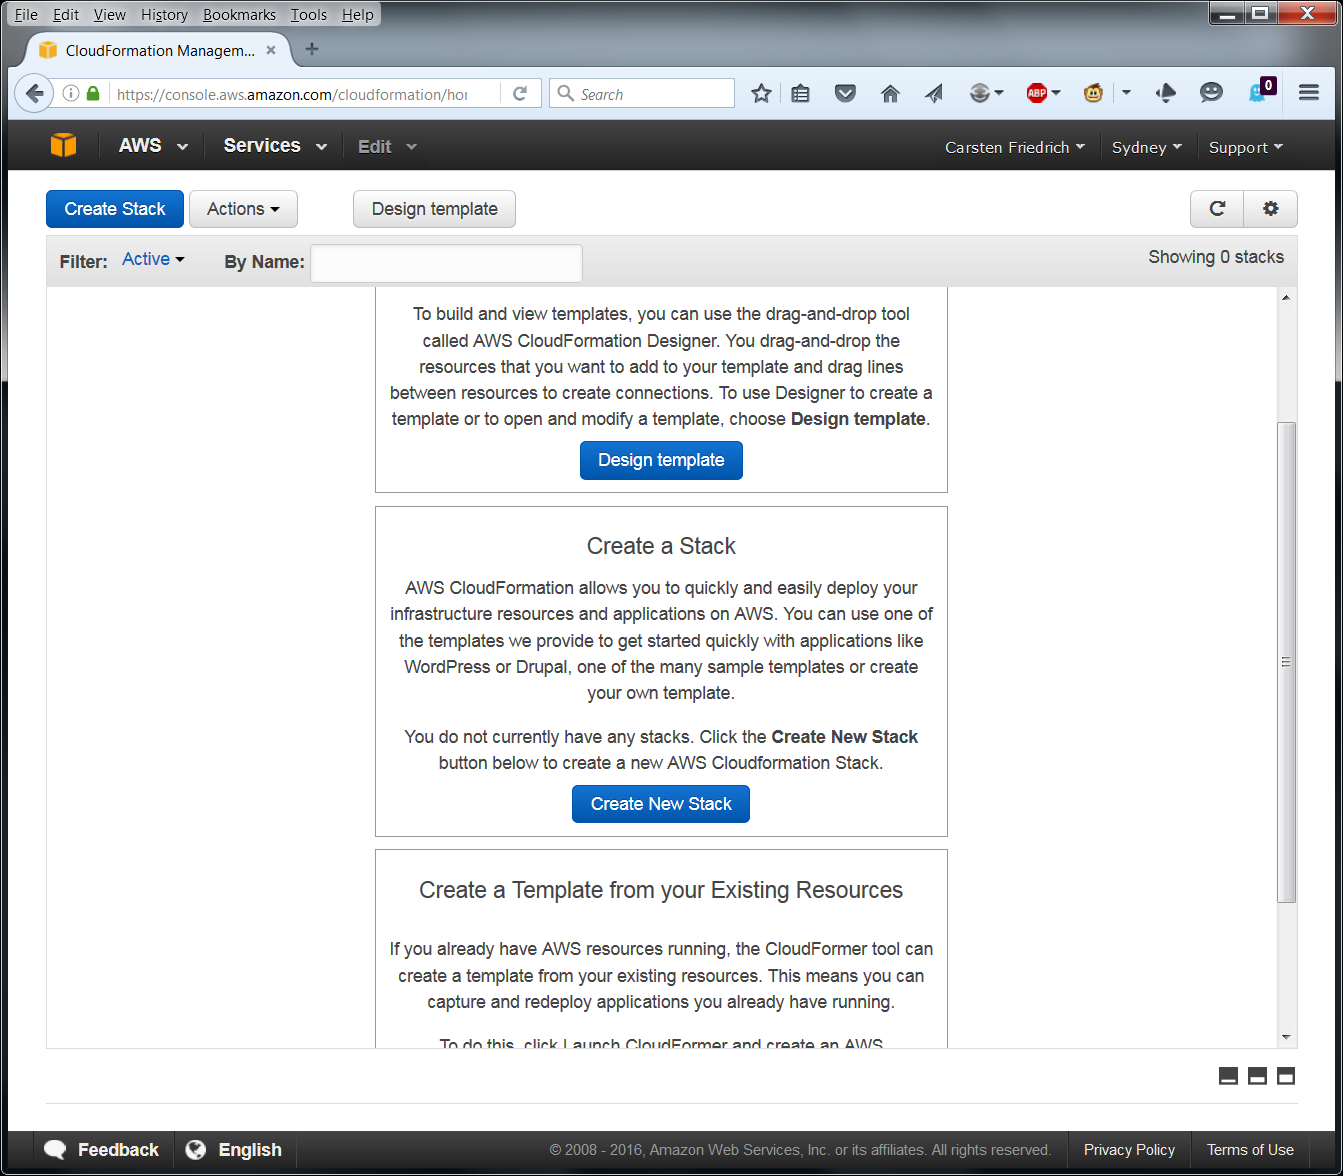 File Edit View History Bookmarks Tools Help
CloudFormation Managem...
https://console.aws.amazon.com/cloudformation/hor
Search
ABP
0
AWS Services Edit Carsten Friedrich Sydney Support
Create Stack Actions Design template
Filter: Active By Name: Showing 0 stacks
To build and view templates, you can use the drag-and-drop tool
called AWS CloudFormation Designer. You drag-and-drop the
resources that you want to add to your template and drag lines
between resources to create connections. To use Designer to create a
template or to open and modify a template, choose Design template.
Design template
Create a Stack
AWS CloudFormation allows you to quickly and easily deploy your
infrastructure resources and applications on AWS. You can use one of
the templates we provide to get started quickly with applications like
WordPress or Drupal, one of the many sample templates or create
your own template.
You do not currently have any stacks. Click the Create New Stack
button below to create a new AWS Cloudformation Stack.
Create New Stack
Create a Template from your Existing Resources
If you already have AWS resources running, the CloudFormer tool can
create a template from your existing resources. This means you can
capture and redeploy applications you already have running.
To do this, click Launch CloudFormer and create an AWS
Feedback English © 2008 - 2016, Amazon Web Services, Inc. or its affiliates. All rights reserved. Privacy Policy Terms of Use